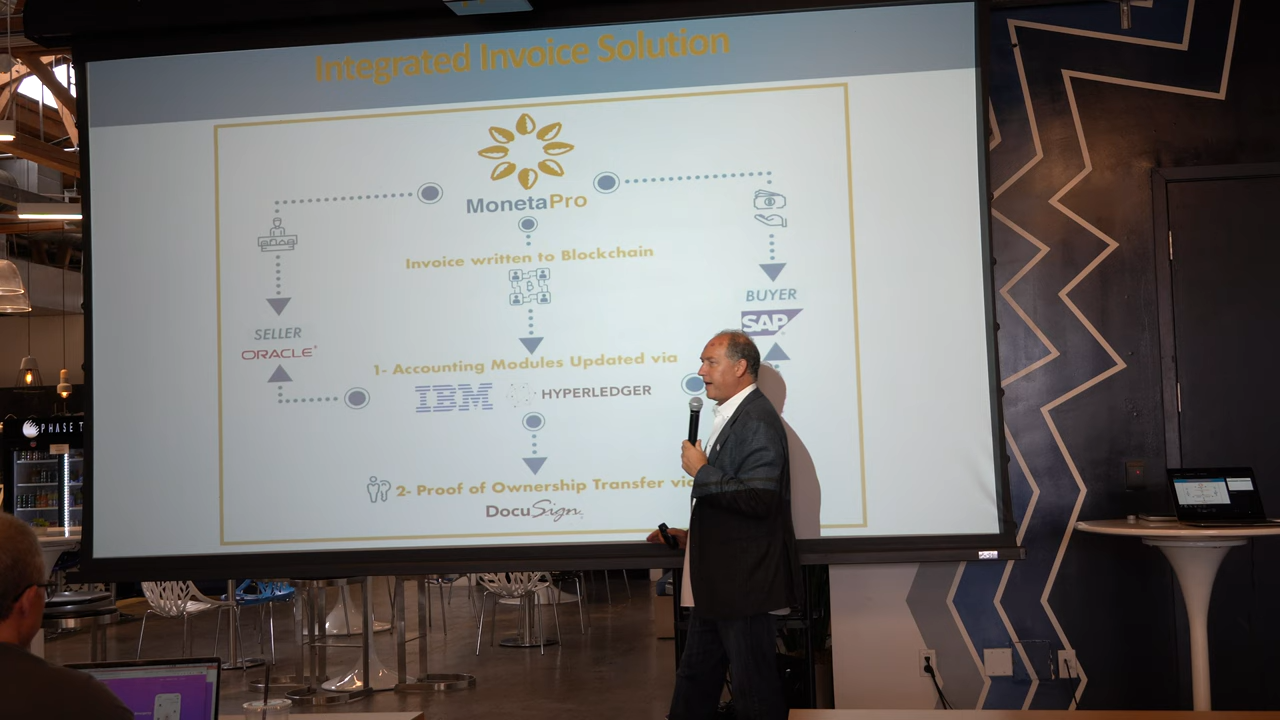 Integrated Invoice Solution
MonetaPro
Invoice written to Blockchain
BUYER
SAP
SELLER
ORACLE
1- Accounting Modules Updated via
IBM HYPERLEDGER
2- Proof of Ownership Transfer via
DocuSign
PHASE